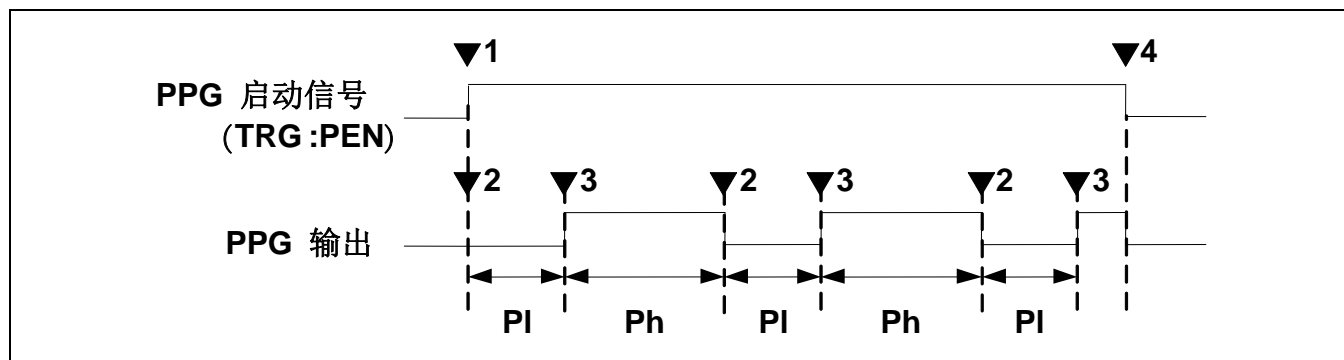 ▼1 ▼4
PPG 启动信号
(TRG :PEN)
▼2 ▼3 ▼2 ▼3 ▼2 ▼3
PPG 输出
Pl Ph Pl Ph Pl